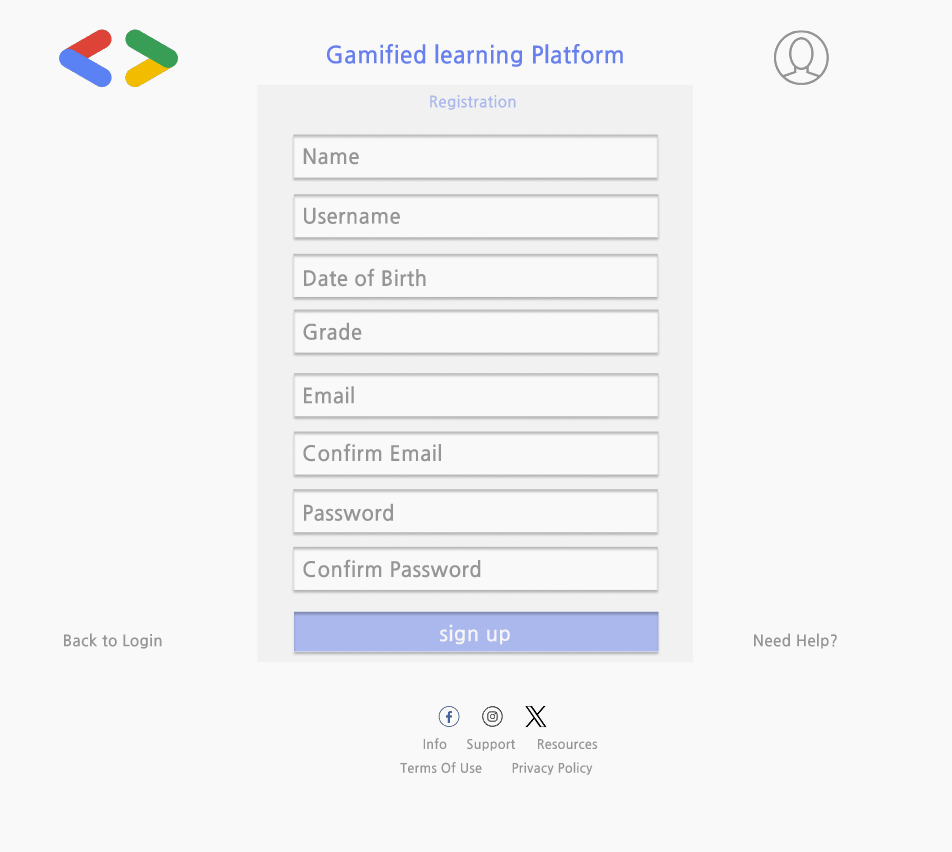 Gamified learning Platform
Registration
Name
Username
Date of Birth
Grade
Email
Confirm Email
Password
Confirm Password
sign up
Back to Login
Need Help?
Info Support Resources
Terms Of Use Privacy Policy